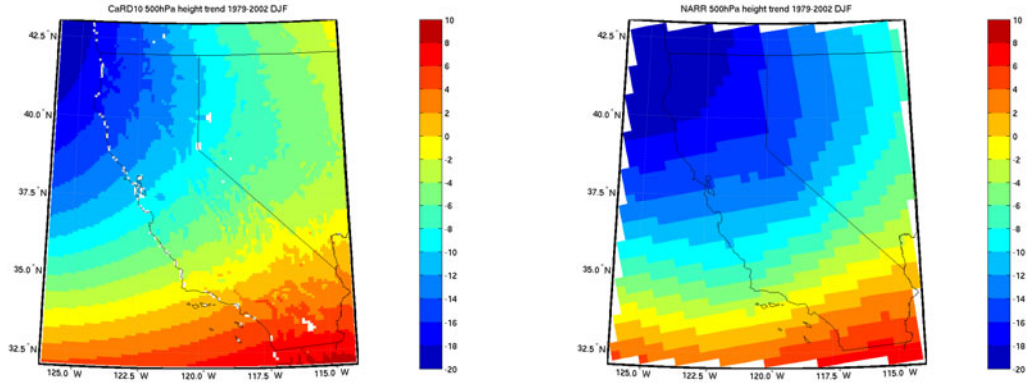 CaRD10 500hPa height trend 1979-2002 DJF
42.5°N
40.0°N
37.5°N
35.0°N
32.5°N
125.0°W 122.5°W 120.0°W 117.5°W 115.0°W
10
8
6
4
2
0
-2
-4
-6
-8
-10
-12
-14
-16
-18
-20
NARR 500hPa height trend 1979-2002 DJF
42.5°N
40.0°N
37.5°N
35.0°N
32.5°N
125.0°W 122.5°W 120.0°W 117.5°W 115.0°W
10
8
6
4
2
0
-2
-4
-6
-8
-10
-12
-14
-16
-18
-20